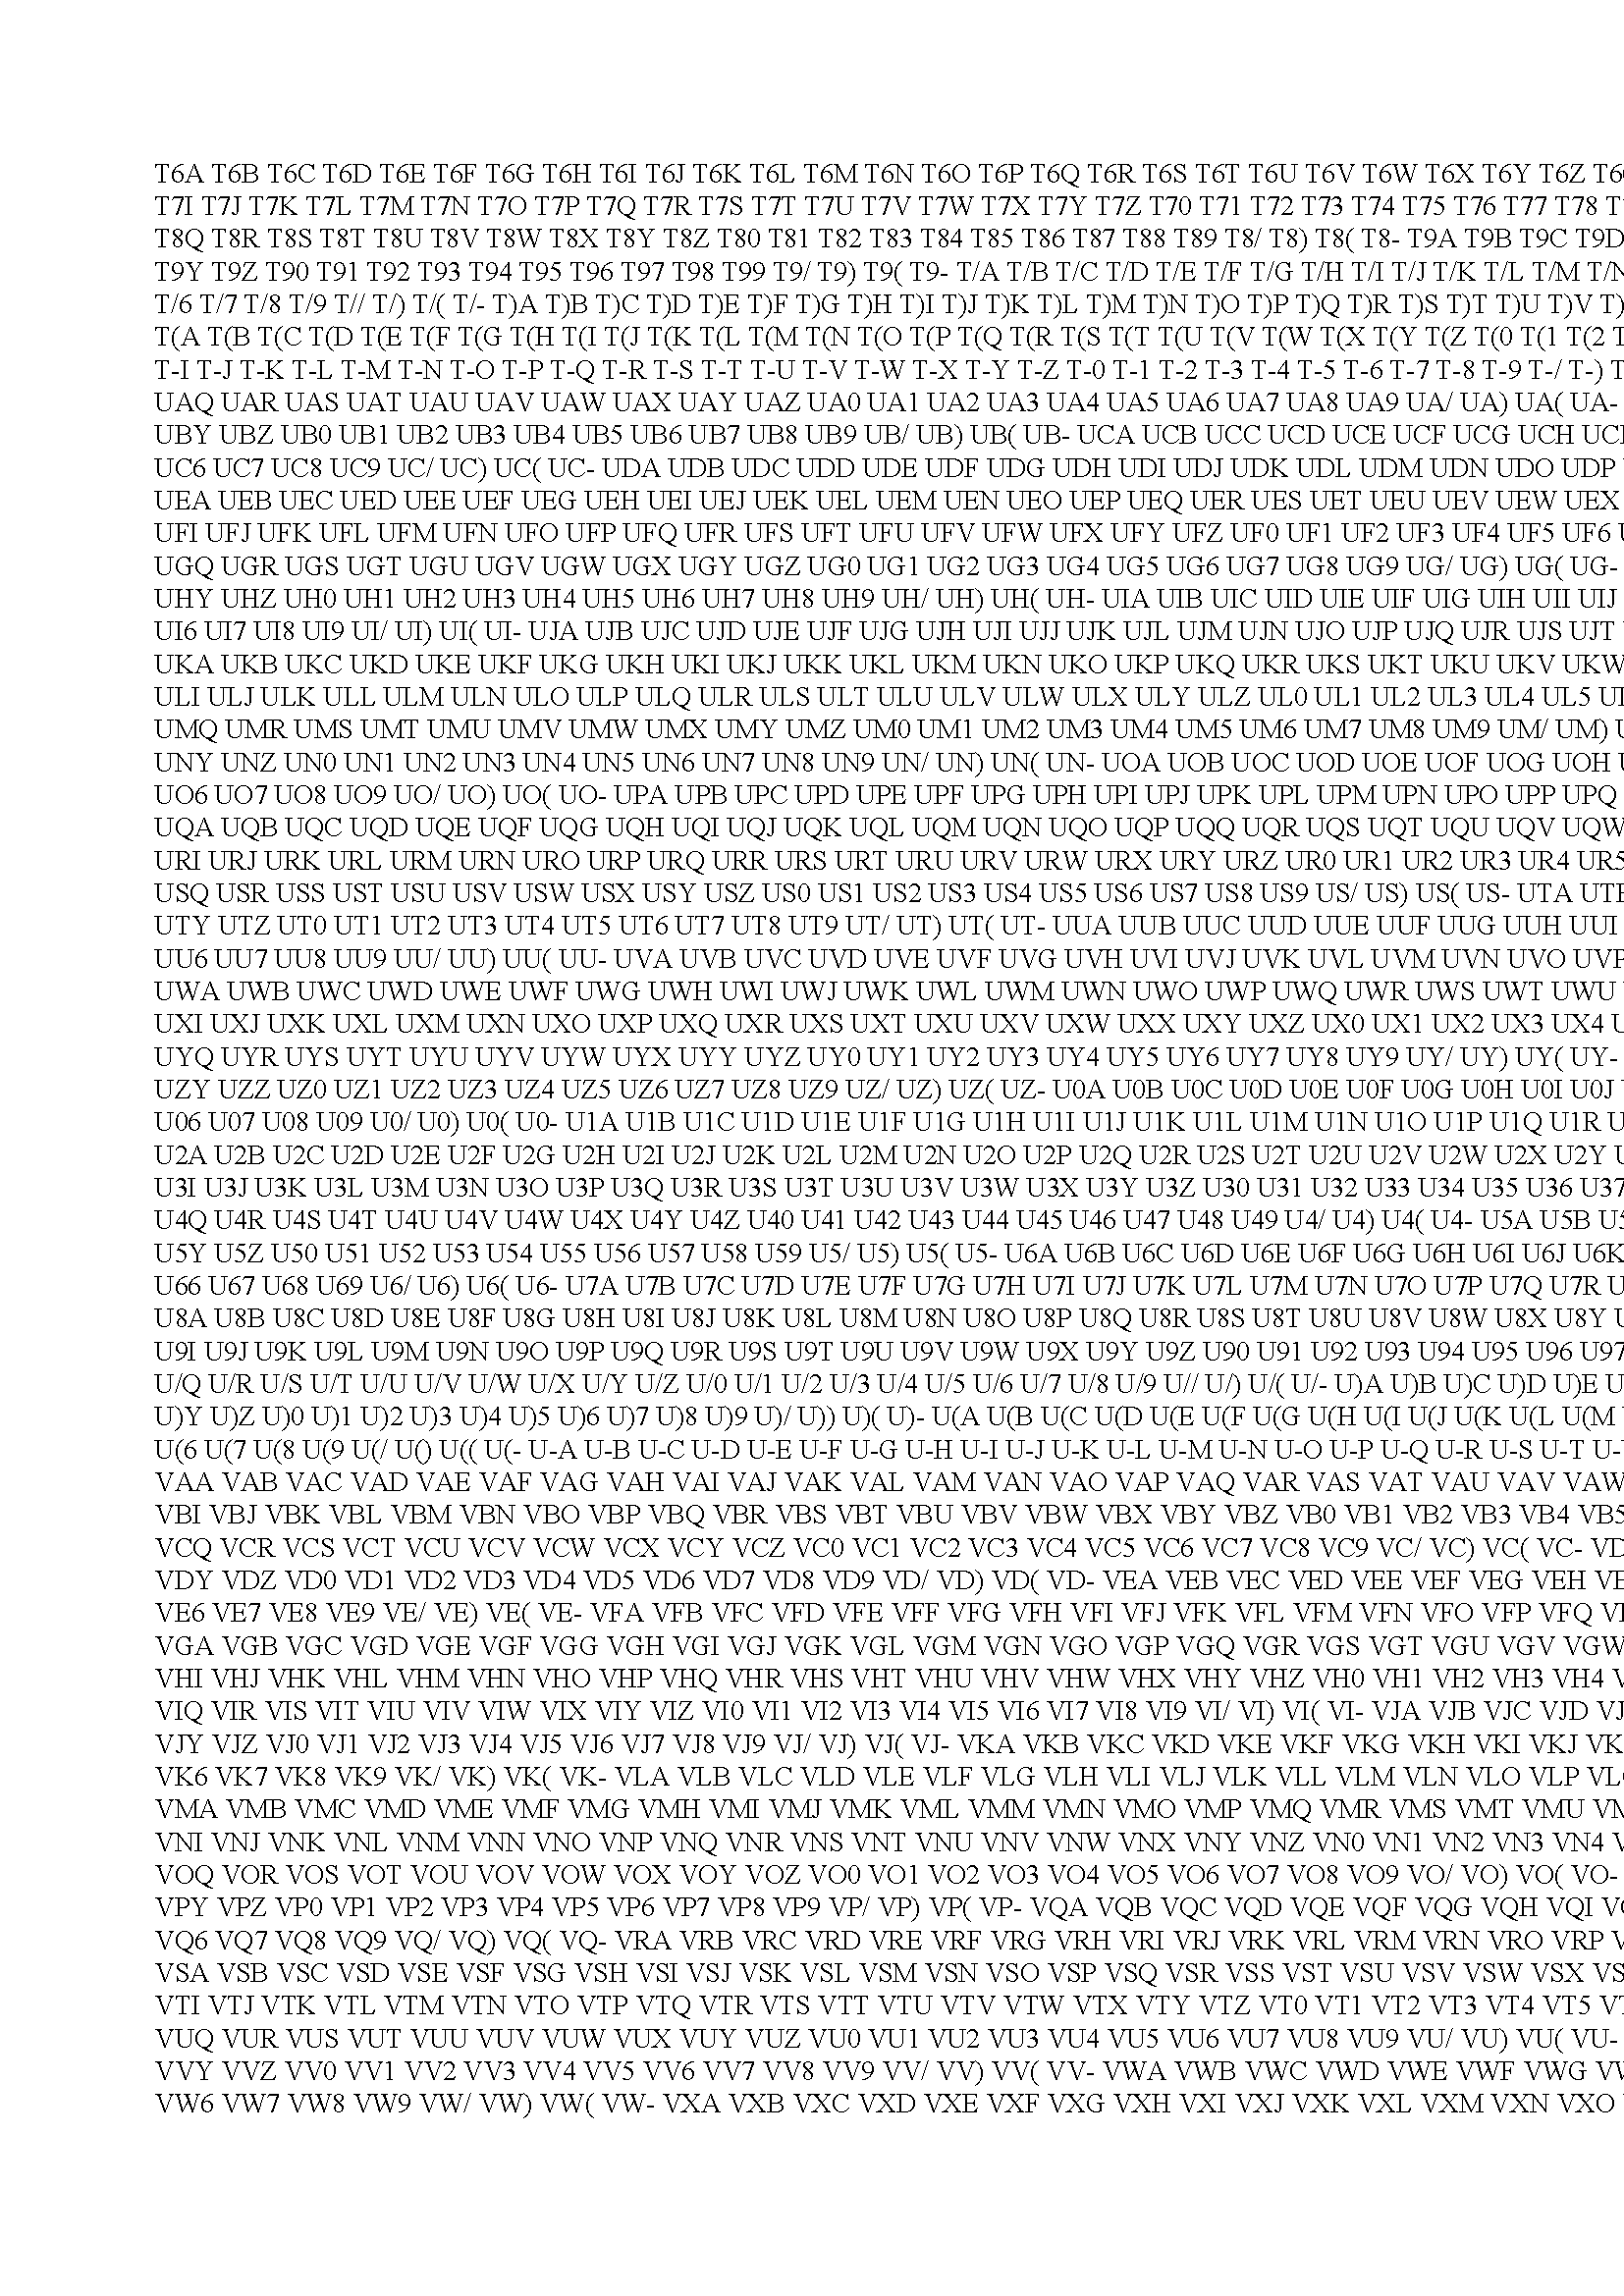 T6A T6B T6C T6D T6E T6F T6G T6H T6I T6J T6K T6L T6M T6N T6O T6P T6Q T6R T6S T6T T6U T6V T6W T6X T6Y T6Z
T7I T7J T7K T7L T7M T7N T7O T7P T7Q T7R T7S T7T T7U T7V T7W T7X T7Y T7Z T70 T71 T72 T73 T74 T75 T76 T77 T78
T8Q T8R T8S T8T T8U T8V T8W T8X T8Y T8Z T80 T81 T82 T83 T84 T85 T86 T87 T88 T89 T8/ T8) T8( T8- T9A T9B T9C T9D
T9Y T9Z T90 T91 T92 T93 T94 T95 T96 T97 T98 T99 T9/ T9) T9( T9- T/A T/B T/C T/D T/E T/F T/G T/H T/I T/J T/K T/L T/M T/N
T/6 T/7 T/8 T/9 T// T/) T/( T/- T)A T)B T)C T)D T)E T)F T)G T)H T)I T)J T)K T)L T)M T)N T)O T)P T)Q T)R T)S T)T T)U T)V
T(A T(B T(C T(D T(E T(F T(G T(H T(I T(J T(K T(L T(M T(N T(O T(P T(Q T(R T(S T(T T(U T(V T(W T(X T(Y T(Z T(0 T(1 T(2
T-I T-J T-K T-L T-M T-N T-O T-P T-Q T-R T-S T-T T-U T-V T-W T-X T-Y T-Z T-0 T-1 T-2 T-3 T-4 T-5 T-6 T-7 T-8 T-9 T-/ T-)
UAQ UAR UAS UAT UAU UAV UAW UAX UAY UAZ UA0 UA1 UA2 UA3 UA4 UA5 UA6 UA7 UA8 UA9 UA/ UA) UA( UA-
UBY UBZ UB0 UB1 UB2 UB3 UB4 UB5 UB6 UB7 UB8 UB9 UB/ UB) UB( UB- UCA UCB UCC UCD UCE UCF UCG UCH UCI
UC6 UC7 UC8 UC9 UC/ UC) UC( UC- UDA UDB UDC UDD UDE UDF UDG UDH UDI UDJ UDK UDL UDM UDN UDO UDP
UEA UEB UEC UED UEE UEF UEG UEH UEI UEJ UEK UEL UEM UEN UEO UEP UEQ UER UES UET UEU UEV UEW UEX
UFI UFJ UFK UFL UFM UFN UFO UFP UFQ UFR UFS UFT UFU UFV UFW UFX UFY UFZ UF0 UF1 UF2 UF3 UF4 UF5 UF6
UGQ UGR UGS UGT UGU UGV UGW UGX UGY UGZ UG0 UG1 UG2 UG3 UG4 UG5 UG6 UG7 UG8 UG9 UG/ UG) UG( UG-
UHY UHZ UH0 UH1 UH2 UH3 UH4 UH5 UH6 UH7 UH8 UH9 UH/ UH) UH( UH- UIA UIB UIC UID UIE UIF UIG UIH UII UIJ
UI6 UI7 UI8 UI9 UI/ UI) UI( UI- UJA UJB UJC UJD UJE UJF UJG UJH UJI UJJ UJK UJL UJM UJN UJO UJP UJQ UJR UJS UJT
UKA UKB UKC UKD UKE UKF UKG UKH UKI UKJ UKK UKL UKM UKN UKO UKP UKQ UKR UKS UKT UKU UKV UKW
ULI ULJ ULK ULL ULM ULN ULO ULP ULQ ULR ULS ULT ULU ULV ULW ULX ULY ULZ UL0 UL1 UL2 UL3 UL4 UL5
UMQ UMR UMS UMT UMU UMV UMW UMX UMY UMZ UM0 UM1 UM2 UM3 UM4 UM5 UM6 UM7 UM8 UM9 UM/ UM)
UNY UNZ UN0 UN1 UN2 UN3 UN4 UN5 UN6 UN7 UN8 UN9 UN/ UN) UN( UN- UOA UOB UOC UOD UOE UOF UOG UOH
UO6 UO7 UO8 UO9 UO/ UO) UO( UO- UPA UPB UPC UPD UPE UPF UPG UPH UPI UPJ UPK UPL UPM UPN UPO UPP UPQ
UQA UQB UQC UQD UQE UQF UQG UQH UQI UQJ UQK UQL UQM UQN UQO UQP UQQ UQR UQS UQT UQU UQV UQW
URI URJ URK URL URM URN URO URP URQ URR URS URT URU URV URW URX URY URZ UR0 UR1 UR2 UR3 UR4 UR5
USQ USR USS UST USU USV USW USX USY USZ US0 US1 US2 US3 US4 US5 US6 US7 US8 US9 US/ US) US( US- UTA UTB
UTY UTZ UT0 UT1 UT2 UT3 UT4 UT5 UT6 UT7 UT8 UT9 UT/ UT) UT( UT- UUA UUB UUC UUD UUE UUF UUG UUH UUI
UU6 UU7 UU8 UU9 UU/ UU) UU( UU- UVA UVB UVC UVD UVE UVF UVG UVH UVI UVJ UVK UVL UVM UVN UVO UVP
UWA UWB UWC UWD UWE UWF UWG UWH UWI UWJ UWK UWL UWM UWN UWO UWP UWQ UWR UWS UWT UWU
UXI UXJ UXK UXL UXM UXN UXO UXP UXQ UXR UXS UXT UXU UXV UXW UXX UXY UXZ UX0 UX1 UX2 UX3 UX4
UYQ UYR UYS UYT UYU UYV UYW UYX UYY UYZ UY0 UY1 UY2 UY3 UY4 UY5 UY6 UY7 UY8 UY9 UY/ UY) UY( UY-
UZY UZZ UZ0 UZ1 UZ2 UZ3 UZ4 UZ5 UZ6 UZ7 UZ8 UZ9 UZ/ UZ) UZ( UZ- U0A U0B U0C U0D U0E U0F U0G U0H U0I U0J
U06 U07 U08 U09 U0/ U0) U0( U0- U1A U1B U1C U1D U1E U1F U1G U1H U1I U1J U1K U1L U1M U1N U1O U1P U1Q U1R
U2A U2B U2C U2D U2E U2F U2G U2H U2I U2J U2K U2L U2M U2N U2O U2P U2Q U2R U2S U2T U2U U2V U2W U2X U2Y
U3I U3J U3K U3L U3M U3N U3O U3P U3Q U3R U3S U3T U3U U3V U3W U3X U3Y U3Z U30 U31 U32 U33 U34 U35 U36 U37
U4Q U4R U4S U4T U4U U4V U4W U4X U4Y U4Z U40 U41 U42 U43 U44 U45 U46 U47 U48 U49 U4/ U4) U4( U4- U5A U5B
U5Y U5Z U50 U51 U52 U53 U54 U55 U56 U57 U58 U59 U5/ U5) U5( U5- U6A U6B U6C U6D U6E U6F U6G U6H U6I U6J U6K
U66 U67 U68 U69 U6/ U6) U6( U6- U7A U7B U7C U7D U7E U7F U7G U7H U7I U7J U7K U7L U7M U7N U7O U7P U7Q U7R
U8A U8B U8C U8D U8E U8F U8G U8H U8I U8J U8K U8L U8M U8N U8O U8P U8Q U8R U8S U8T U8U U8V U8W U8X U8Y
U9I U9J U9K U9L U9M U9N U9O U9P U9Q U9R U9S U9T U9U U9V U9W U9X U9Y U9Z U90 U91 U92 U93 U94 U95 U96 U97
U/Q U/R U/S U/T U/U U/V U/W U/X U/Y U/Z U/0 U/1 U/2 U/3 U/4 U/5 U/6 U/7 U/8 U/9 U// U/) U/( U/- U)A U)B U)C U)D U)E
U)Y U)Z U)0 U)1 U)2 U)3 U)4 U)5 U)6 U)7 U)8 U)9 U)/ U)) U)( U)- U(A U(B U(C U(D U(E U(F U(G U(H U(I U(J U(K U(L U(M
U(6 U(7 U(8 U(9 U(/ U() U(( U(- U-A U-B U-C U-D U-E U-F U-G U-H U-I U-J U-K U-L U-M U-N U-O U-P U-Q U-R U-S U-T
VAA VAB VAC VAD VAE VAF VAG VAH VAI VAJ VAK VAL VAM VAN VAO VAP VAQ VAR VAS VAT VAU VAV VAW
VBI VBJ VBK VBL VBM VBN VBO VBP VBQ VBR VBS VBT VBU VBV VBW VBX VBY VBZ VB0 VB1 VB2 VB3 VB4 VB5
VCQ VCR VCS VCT VCU VCV VCW VCX VCY VCZ VC0 VC1 VC2 VC3 VC4 VC5 VC6 VC7 VC8 VC9 VC/ VC) VC( VC-
VDY VDZ VD0 VD1 VD2 VD3 VD4 VD5 VD6 VD7 VD8 VD9 VD/ VD) VD( VD- VEA VEB VEC VED VEE VEF VEG VEH
VE6 VE7 VE8 VE9 VE/ VE) VE( VE- VFA VFB VFC VFD VFE VFF VFG VFH VFI VFJ VFK VFL VFM VFN VFO VFP VFQ
VGA VGB VGC VGD VGE VGF VGG VGH VGI VGJ VGK VGL VGM VGN VGO VGP VGQ VGR VGS VGT VGU VGV VGW
VHI VHJ VHK VHL VHM VHN VHO VHP VHQ VHR VHS VHT VHU VHV VHW VHX VHY VHZ VH0 VH1 VH2 VH3 VH4
VIQ VIR VIS VIT VIU VIV VIW VIX VIY VIZ VI0 VI1 VI2 VI3 VI4 VI5 VI6 VI7 VI8 VI9 VI/ VI) VI( VI- VJA VJB VJC VJD
VJY VJZ VJ0 VJ1 VJ2 VJ3 VJ4 VJ5 VJ6 VJ7 VJ8 VJ9 VJ/ VJ) VJ( VJ- VKA VKB VKC VKD VKE VKF VKG VKH VKI VKJ VK
VK6 VK7 VK8 VK9 VK/ VK) VK( VK- VLA VLB VLC VLD VLE VLF VLG VLH VLI VLJ VLK VLL VLM VLN VLO VLP
VMA VMB VMC VMD VME VMF VMG VMH VMI VMJ VMK VML VMM VMN VMO VMP VMQ VMR VMS VMT VMU
VNI VNJ VNK VNL VNM VNN VNO VNP VNQ VNR VNS VNT VNU VNV VNW VNX VNY VNZ VN0 VN1 VN2 VN3 VN4
VOQ VOR VOS VOT VOU VOV VOW VOX VOY VOZ VO0 VO1 VO2 VO3 VO4 VO5 VO6 VO7 VO8 VO9 VO/ VO) VO( VO-
VPY VPZ VP0 VP1 VP2 VP3 VP4 VP5 VP6 VP7 VP8 VP9 VP/ VP) VP( VP- VQA VQB VQC VQD VQE VQF VQG VQH VQI
VQ6 VQ7 VQ8 VQ9 VQ/ VQ) VQ( VQ- VRA VRB VRC VRD VRE VRF VRG VRH VRI VRJ VRK VRL VRM VRN VRO VRP
VSA VSB VSC VSD VSE VSF VSG VSH VSI VSJ VSK VSL VSM VSN VSO VSP VSQ VSR VSS VST VSU VSV VSW VSX
VTI VTJ VTK VTL VTM VTN VTO VTP VTQ VTR VTS VTT VTU VTV VTW VTX VTY VTZ VT0 VT1 VT2 VT3 VT4 VT5
VUQ VUR VUS VUT VUU VUV VUW VUX VUY VUZ VU0 VU1 VU2 VU3 VU4 VU5 VU6 VU7 VU8 VU9 VU/ VU) VU( VU-
VVY VVZ VV0 VV1 VV2 VV3 VV4 VV5 VV6 VV7 VV8 VV9 VV/ VV) VV( VV- VWA VWB VWC VWD VWE VWF VWG
VW6 VW7 VW8 VW9 VW/ VW) VW( VW- VXA VXB VXC VXD VXE VXF VXG VXH VXI VXJ VXK VXL VXM VXN VXO